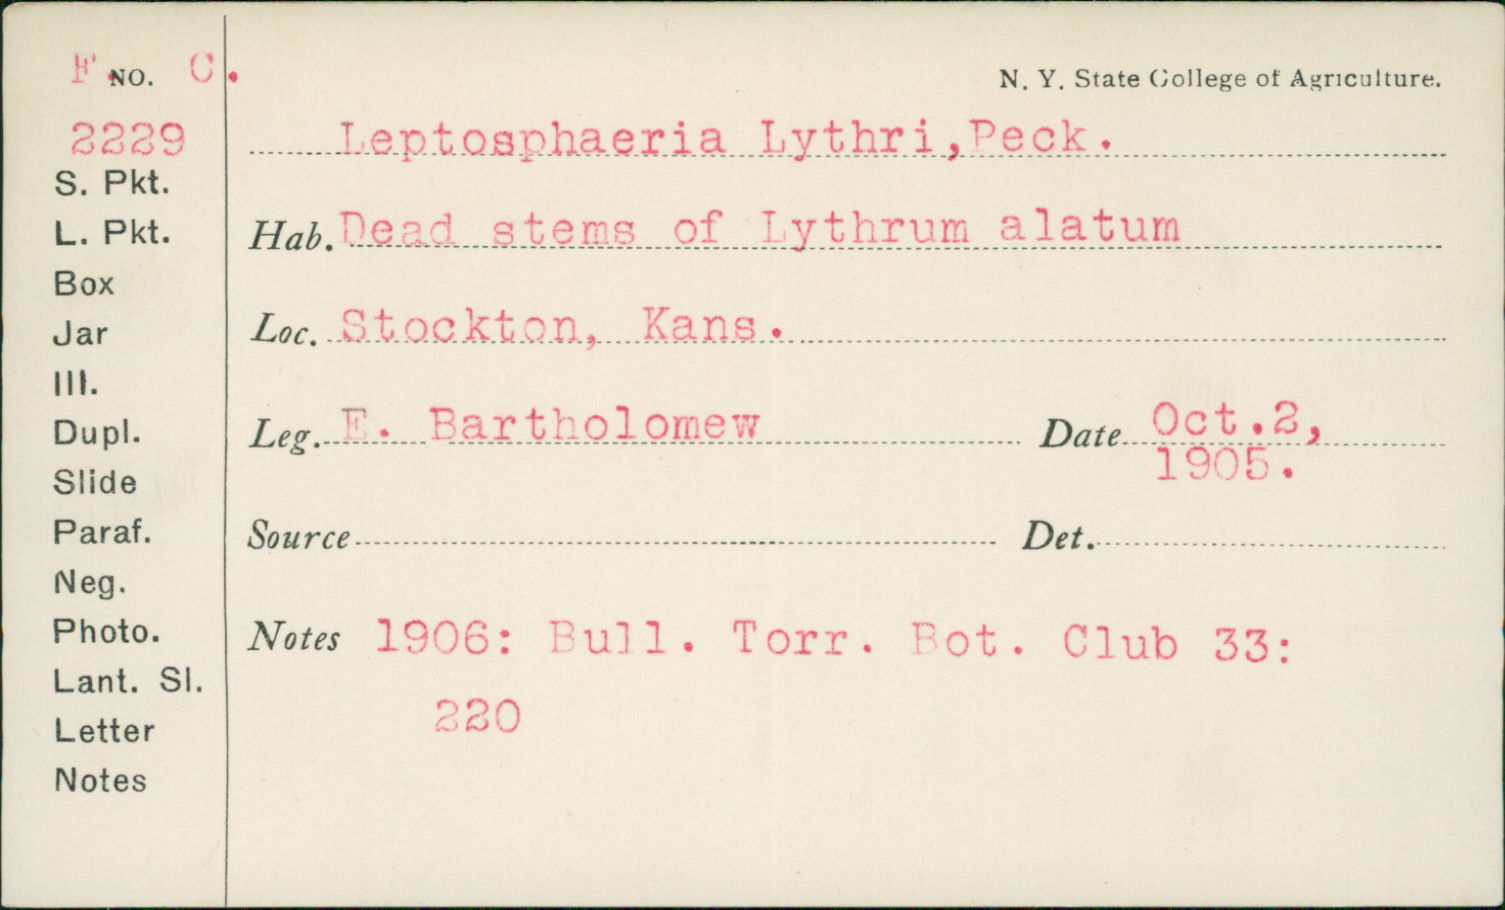 F. NO. C.
N. Y. State College of Agriculture.
2229
Leptosphaeria Lythri,Peck.
S. Pkt.
L. Pkt.
Hab. Dead stems of Lythrum alatum
Box
Jar
Loc. Stockton, Kans.
Ill.
Dupl.
Leg. E. Bartholomew Date Oct.2,
1905.
Slide
Paraf.
Source Det.
Neg.
Photo.
Notes 1906: Bull. Torr. Bot. Club 33:
220
Lant. Sl.
Letter
Notes